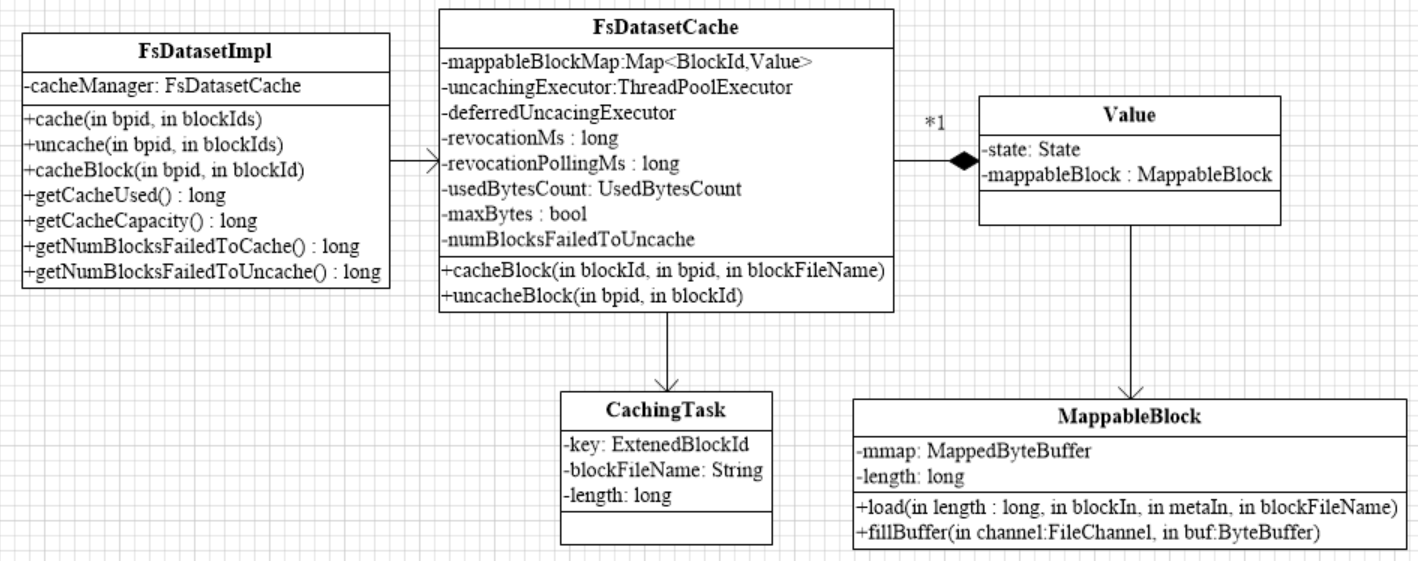 FsDatasetImpl
-cacheManager: FsDatasetCache
+cache(in bpid, in blockIds)
+uncache(in bpid, in blockIds)
+cacheBlock(in bpid, in blockId)
+getCacheUsed() : long
+getCacheCapacity() : long
+getNumBlocksFailedToCache() : long
+getNumBlocksFailedToUncache() : long
FsDatasetCache
-mappableBlockMap:Map<BlockId,Value>
-uncachingExecutor:ThreadPoolExecutor
-deferredUncacingExecutor
-revocationMs : long
-revocationPollingMs : long
-usedBytesCount: UsedBytesCount
-maxBytes : bool
-numBlocksFailedToUncache
+cacheBlock(in blockId, in bpid, in blockFileName)
+uncacheBlock(in bpid, in blockId)
*1
Value
-state: State
-mappableBlock : MappableBlock
CachingTask
-key: ExtenedBlockId
-blockFileName: String
-length: long
MappableBlock
-mmap: MappedByteBuffer
-length: long
+load(in length : long, in blockIn, in metaIn, in blockFileName)
+fillBuffer(in channel:FileChannel, in buf:ByteBuffer)